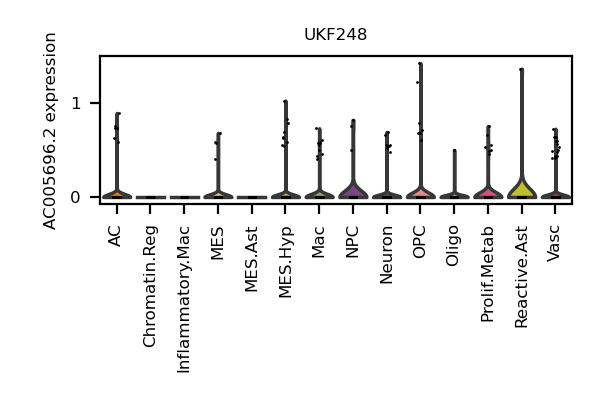 UKF248
AC005696.2 expression
1
0
AC
Chromatin.Reg
Inflammatory.Mac
MES
MES.Ast
MES.Hyp
Mac
NPC
Neuron
OPC
Oligo
Prolif.Metab
Reactive.Ast
Vasc